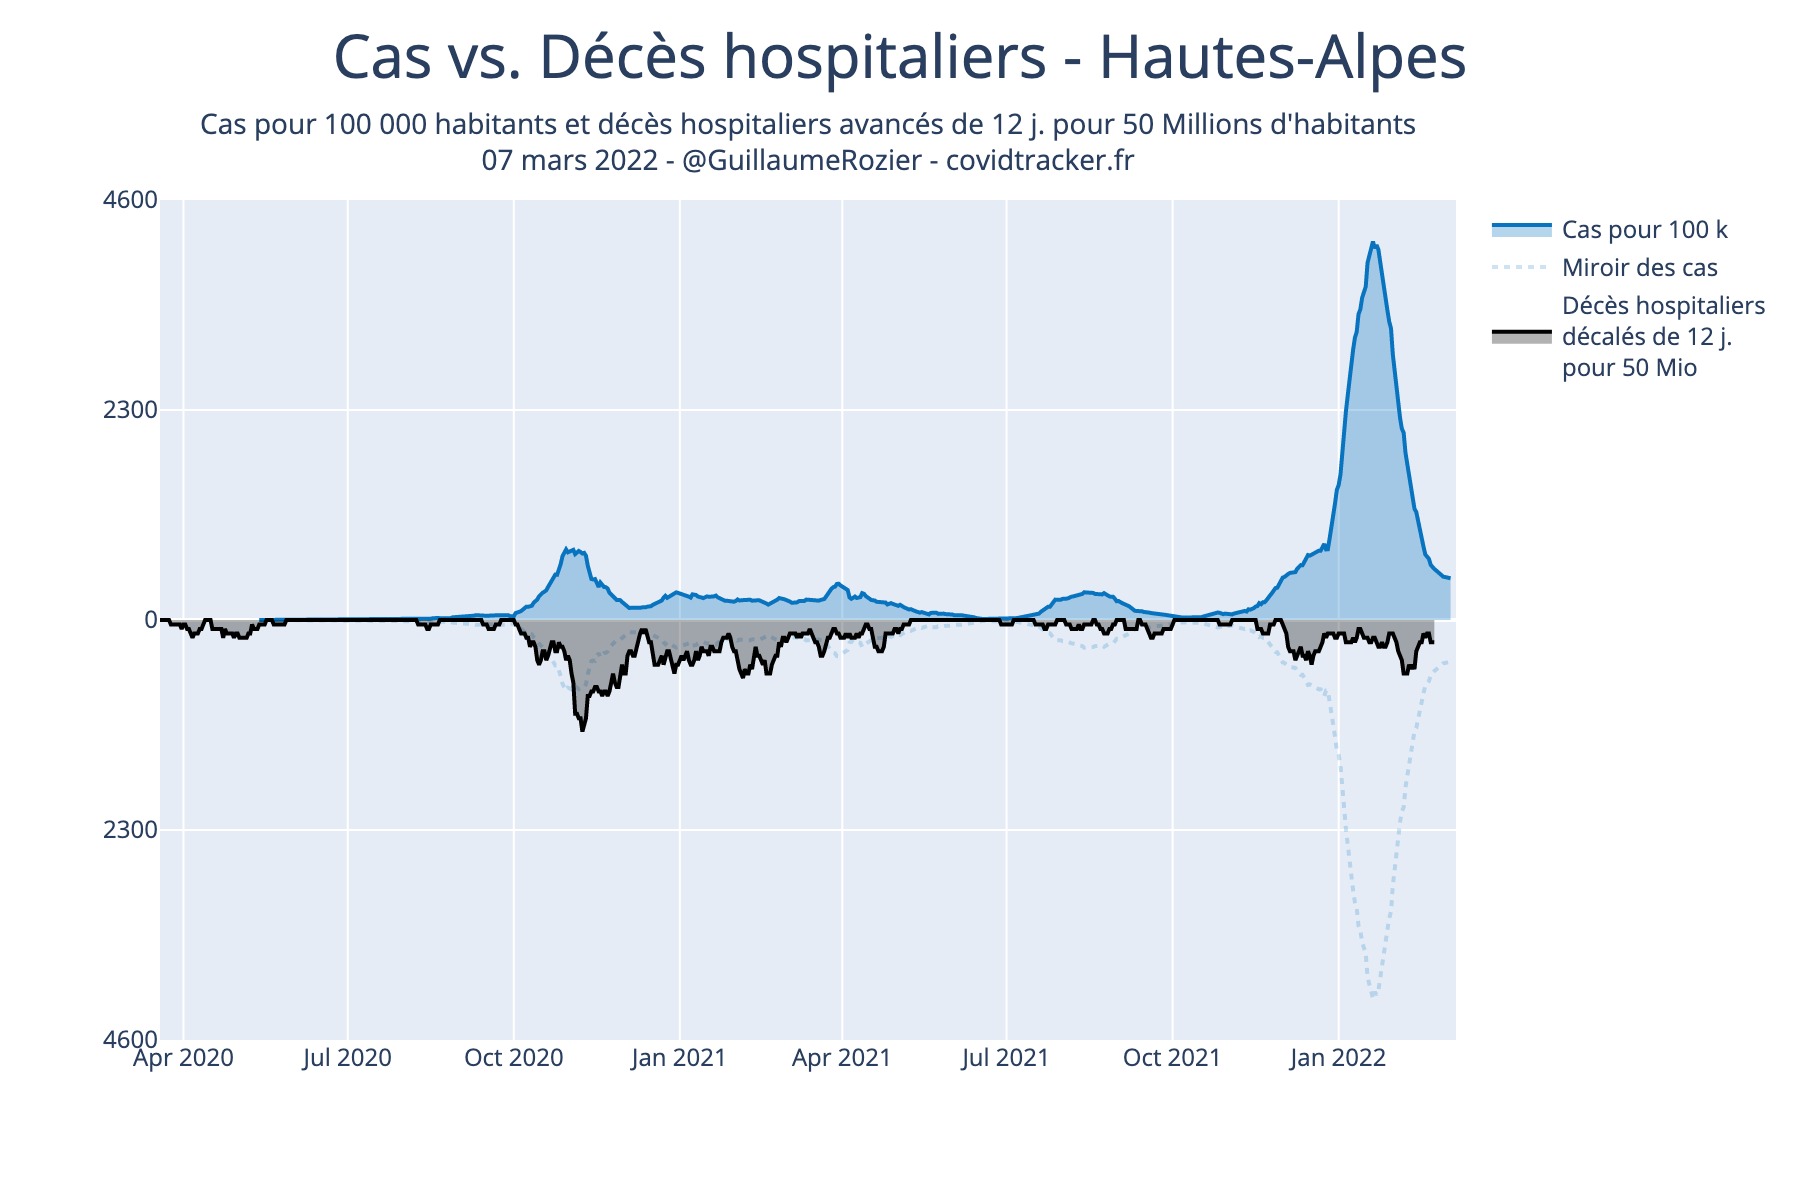 Cas vs. Décès hospitaliers - Hautes-Alpes
Cas pour 100 000 habitants et décès hospitaliers avancés de 12 j. pour 50 Millions d'habitants
07 mars 2022 - @GuillaumeRozier - covidtracker.fr
4600
2300
0
2300
4600
Apr 2020
Jul 2020
Oct 2020
Jan 2021
Apr 2021
Jul 2021
Oct 2021
Jan 2022
Cas pour 100 k
Miroir des cas
Décès hospitaliers
décalés de 12 j.
pour 50 Mio